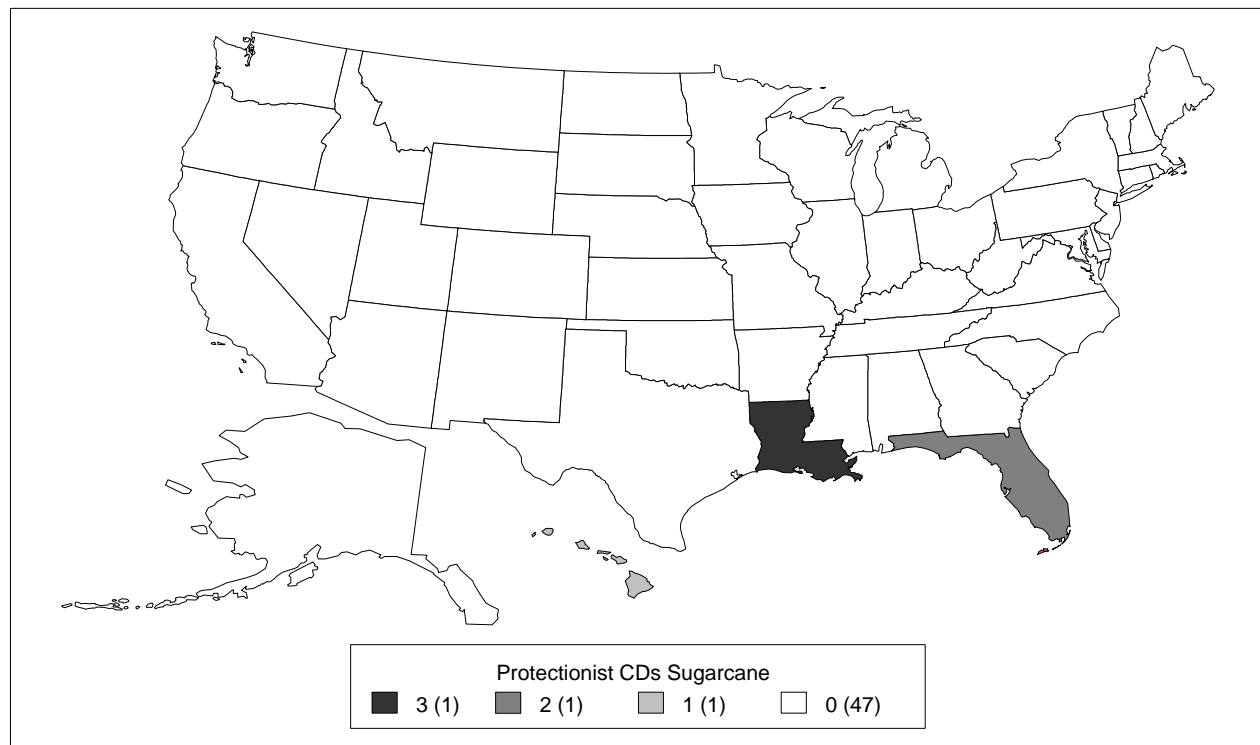 Protectionist CDs Sugarcane
3 (1) 2 (1) 1 (1) 0 (47)